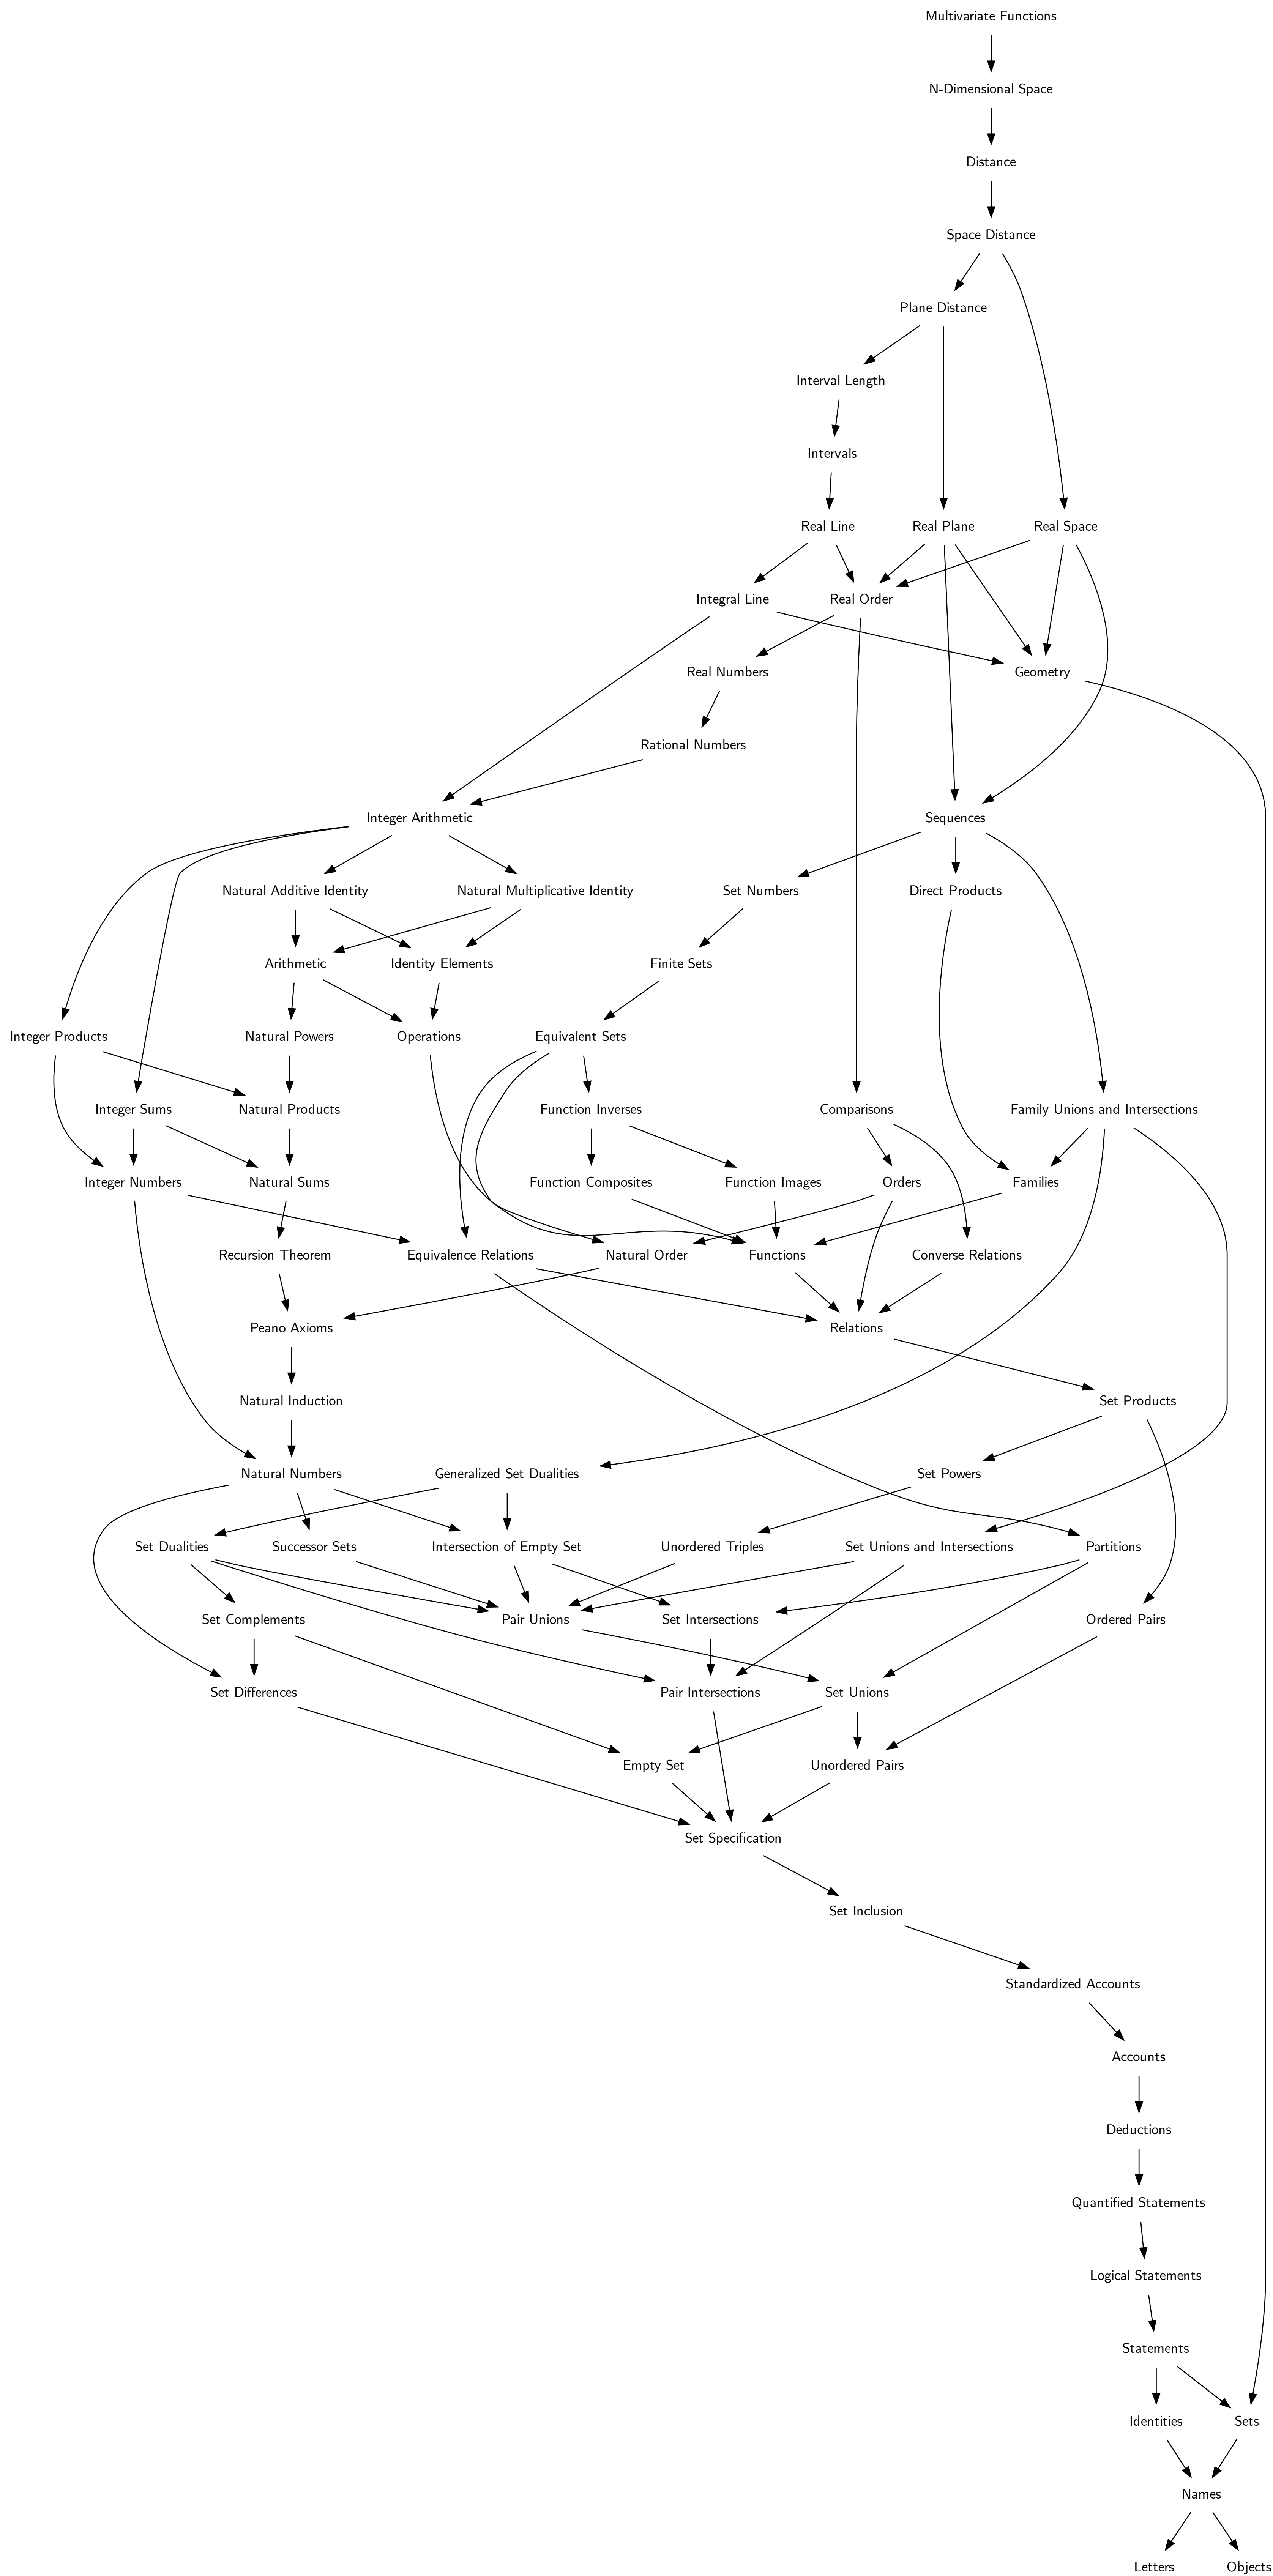 Multivariate Functions
N-Dimensional Space
Distance
Space Distance
Plane Distance
Interval Length
Intervals
Real Line
Real Plane
Real Space
Integral Line
Real Order
Real Numbers
Geometry
Rational Numbers
Integer Arithmetic
Sequences
Natural Additive Identity
Natural Multiplicative Identity
Set Numbers
Direct Products
Arithmetic
Identity Elements
Finite Sets
Integer Products
Natural Powers
Operations
Equivalent Sets
Integer Sums
Natural Products
Function Inverses
Comparisons
Family Unions and Intersections
Integer Numbers
Natural Sums
Function Composites
Function Images
Orders
Families
Recursion Theorem
Equivalence Relations
Natural Order
Functions
Converse Relations
Peano Axioms
Relations
Natural Induction
Set Products
Natural Numbers
Generalized Set Dualities
Set Powers
Set Dualities
Successor Sets
Intersection of Empty Set
Unordered Triples
Set Unions and Intersections
Partitions
Set Complements
Pair Unions
Set Intersections
Ordered Pairs
Set Differences
Pair Intersections
Set Unions
Empty Set
Unordered Pairs
Set Specification
Set Inclusion
Standardized Accounts
Accounts
Deductions
Quantified Statements
Logical Statements
Statements
Identities
Sets
Names
Letters
Objects